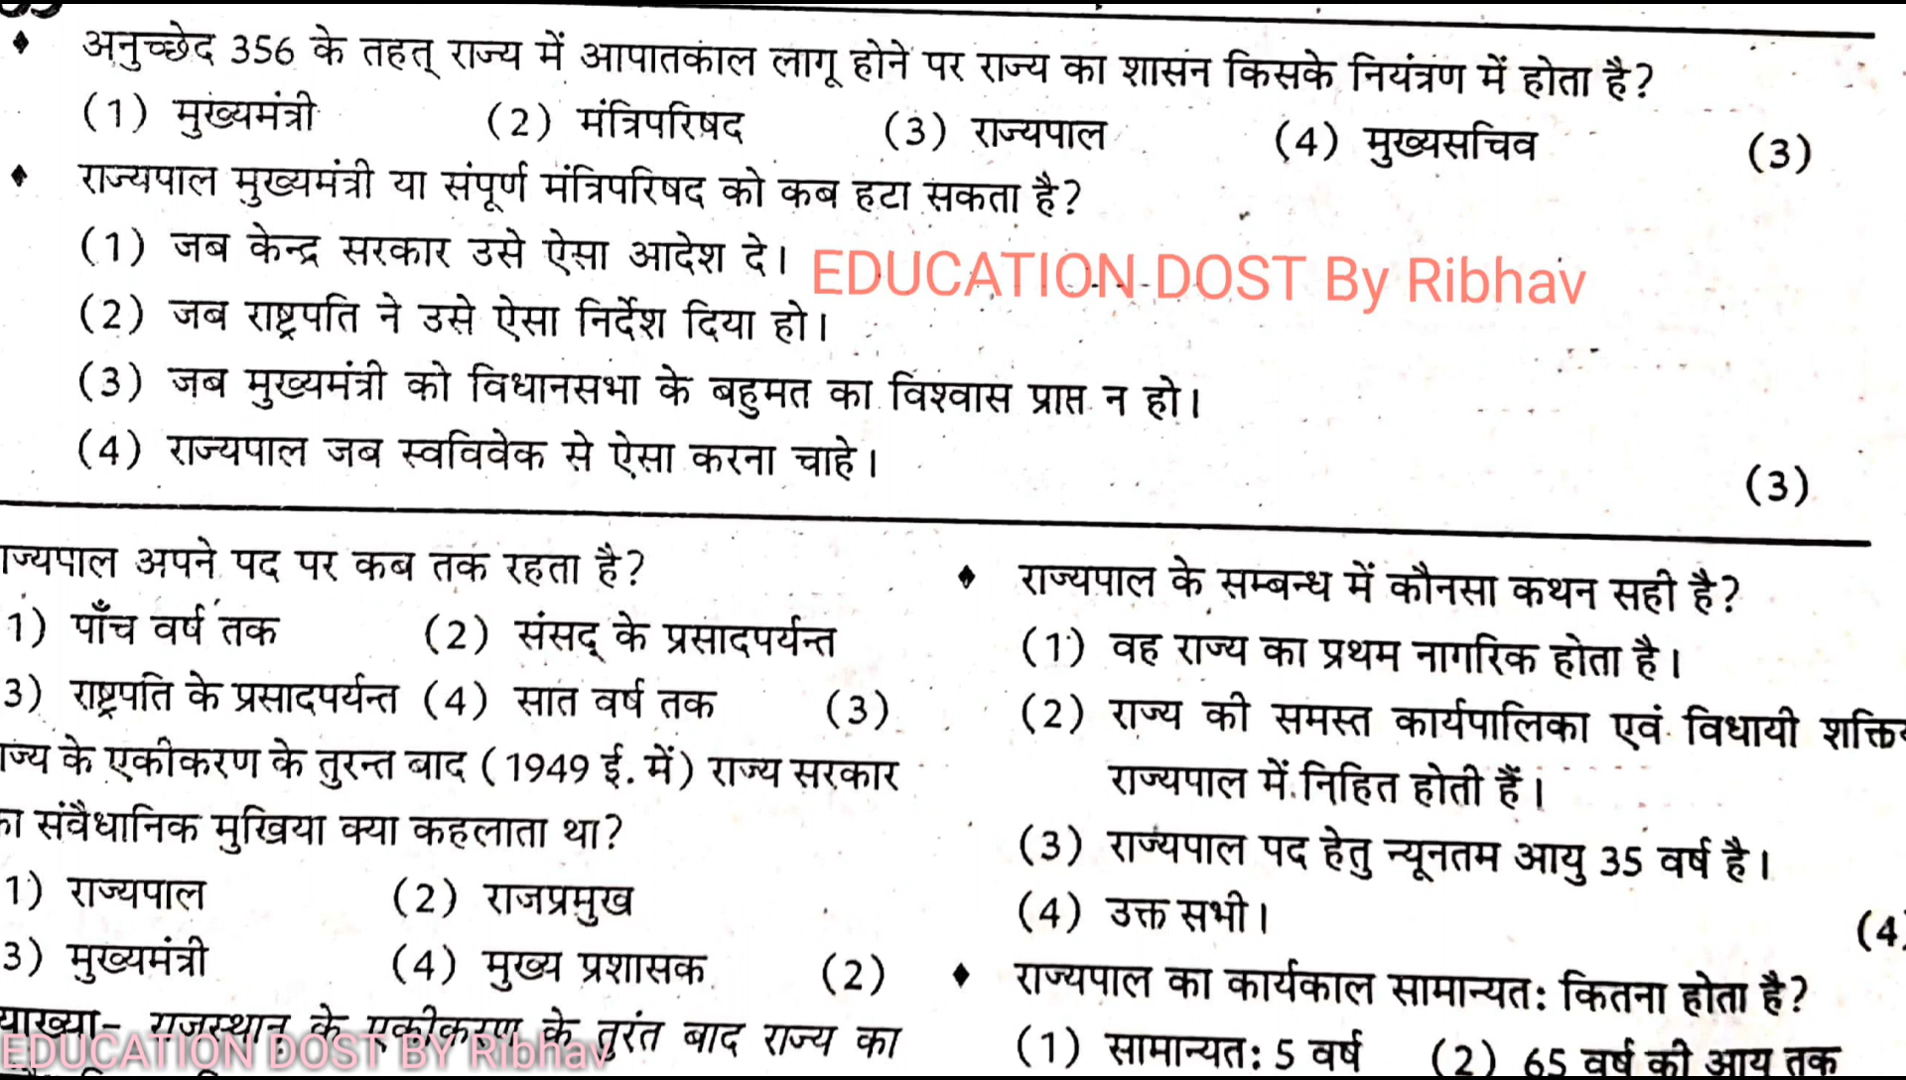 ♦ अनुच्छेद 356 के तहत् राज्य में आपातकाल लागू होने पर राज्य का शासन किसके नियंत्रण में होता है?
(1) मुख्यमंत्री (2) मंत्रिपरिषद (3) राज्यपाल (4) मुख्यसचिव (3)
♦ राज्यपाल मुख्यमंत्री या संपूर्ण मंत्रिपरिषद को कब हटा सकता है?
(1) जब केन्द्र सरकार उसे ऐसा आदेश दे।
EDUCATION DOST By Ribhav
(2) जब राष्ट्रपति ने उसे ऐसा निर्देश दिया हो।
(3) जब मुख्यमंत्री को विधानसभा के बहुमत का विश्वास प्राप्त न हो।
(4) राज्यपाल जब स्वविवेक से ऐसा करना चाहे।
(3)
ाज्यपाल अपने पद पर कब तक रहता है?
1) पाँच वर्ष तक (2) संसद् के प्रसादपर्यन्त
3) राष्ट्रपति के प्रसादपर्यन्त (4) सात वर्ष तक (3)
ाज्य के एकीकरण के तुरन्त बाद (1949 ई. में) राज्य सरकार
का संवैधानिक मुखिया क्या कहलाता था?
1) राज्यपाल (2) राजप्रमुख
3) मुख्यमंत्री (4) मुख्य प्रशासक (2)
याख्या- राजस्थान के एकीकरण के तुरंत बाद राज्य का
EDUCATION DOST BY Ribhav
♦ राज्यपाल के सम्बन्ध में कौनसा कथन सही है?
(1) वह राज्य का प्रथम नागरिक होता है।
(2) राज्य की समस्त कार्यपालिका एवं विधायी शक्ति
राज्यपाल में निहित होती हैं।
(3) राज्यपाल पद हेतु न्यूनतम आयु 35 वर्ष है।
(4) उक्त सभी।
(4)
♦ राज्यपाल का कार्यकाल सामान्यत: कितना होता है?
(1) सामान्यत: 5 वर्ष (2) 65 वर्ष की आयु तक